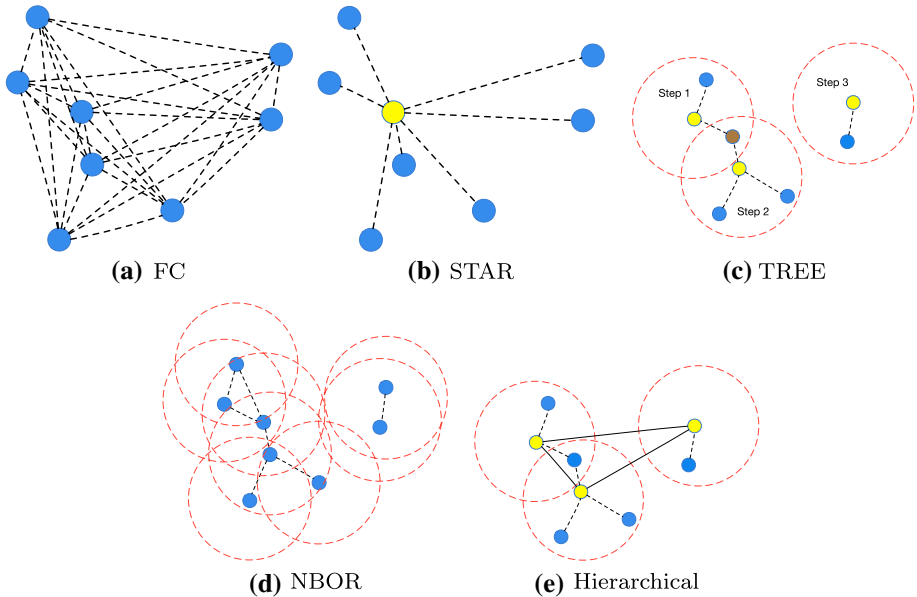 Step 1
Step 3
Step 2
(a) FC
(b) STAR
(c) TREE
(d) NBOR
(e) Hierarchical